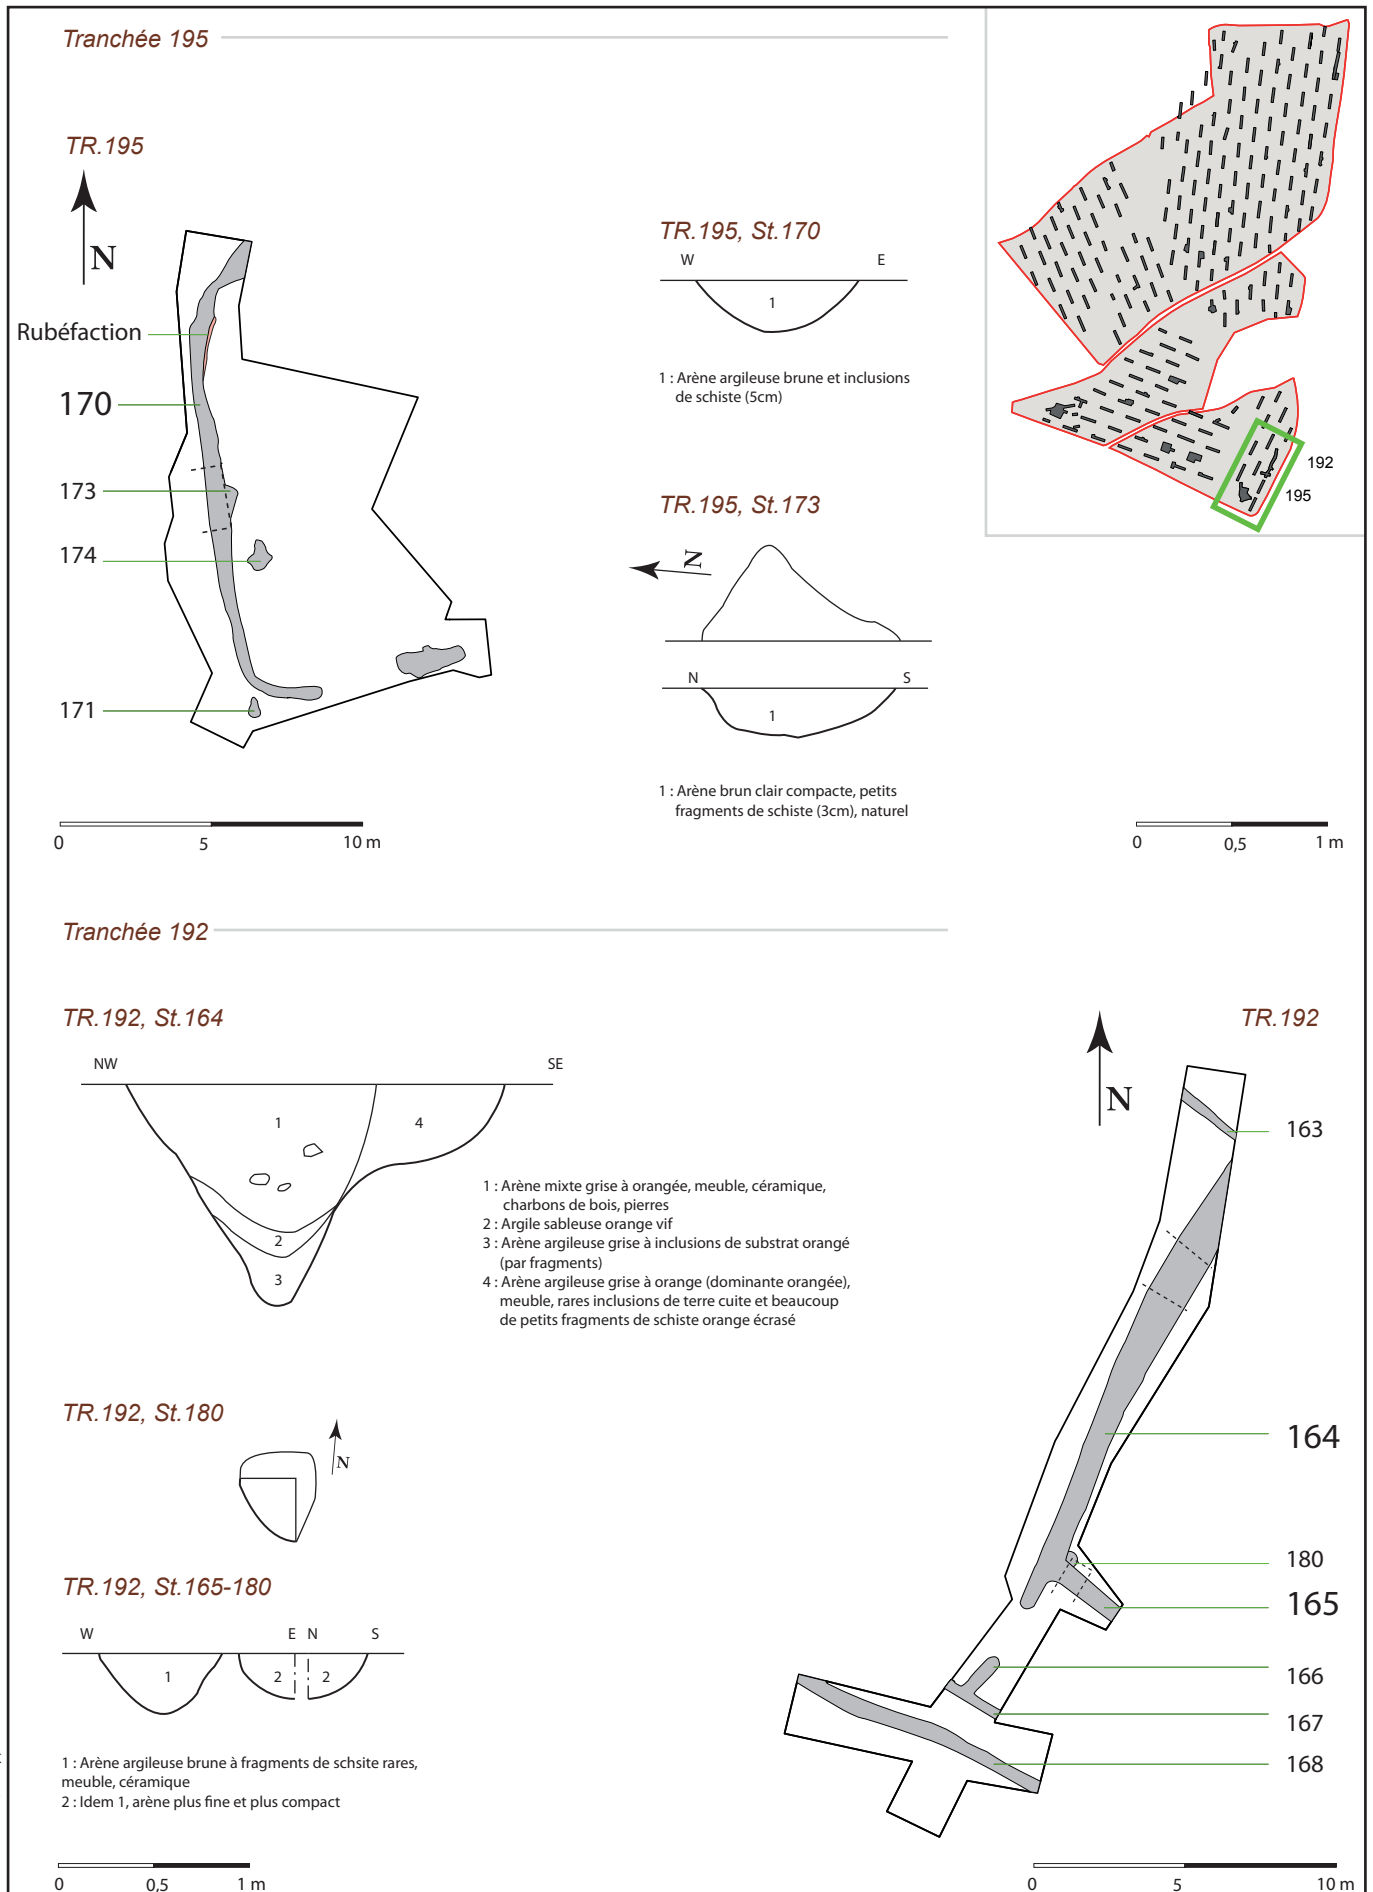 Tranchée 195
TR.195
N
Rubéfaction
170
173
174
171
0 5 10 m
TR.195, St.170
W E
1
1 : Arène argileuse brune et inclusions
de schiste (5cm)
TR.195, St.173
N
N S
1
1 : Arène brun clair compacte, petits
fragments de schiste (3cm), naturel
192
195
0 0,5 1 m
Tranchée 192
TR.192, St.164
NW SE
1
4
2
3
1 : Arène mixte grise à orangée, meuble, céramique,
charbons de bois, pierres
2 : Argile sableuse orange vif
3 : Arène argileuse grise à inclusions de substrat orangé
(par fragments)
4 : Arène argileuse grise à orange (dominante orangée),
meuble, rares inclusions de terre cuite et beaucoup
de petits fragments de schiste orange écrasé
TR.192, St.180
N
TR.192, St.165-180
W E N S
1 2 2
1 : Arène argileuse brune à fragments de schsite rares,
meuble, céramique
2 : Idem 1, arène plus fine et plus compact
0 0,5 1 m
TR.192
N
163
164
180
165
166
167
168
0 5 10 m